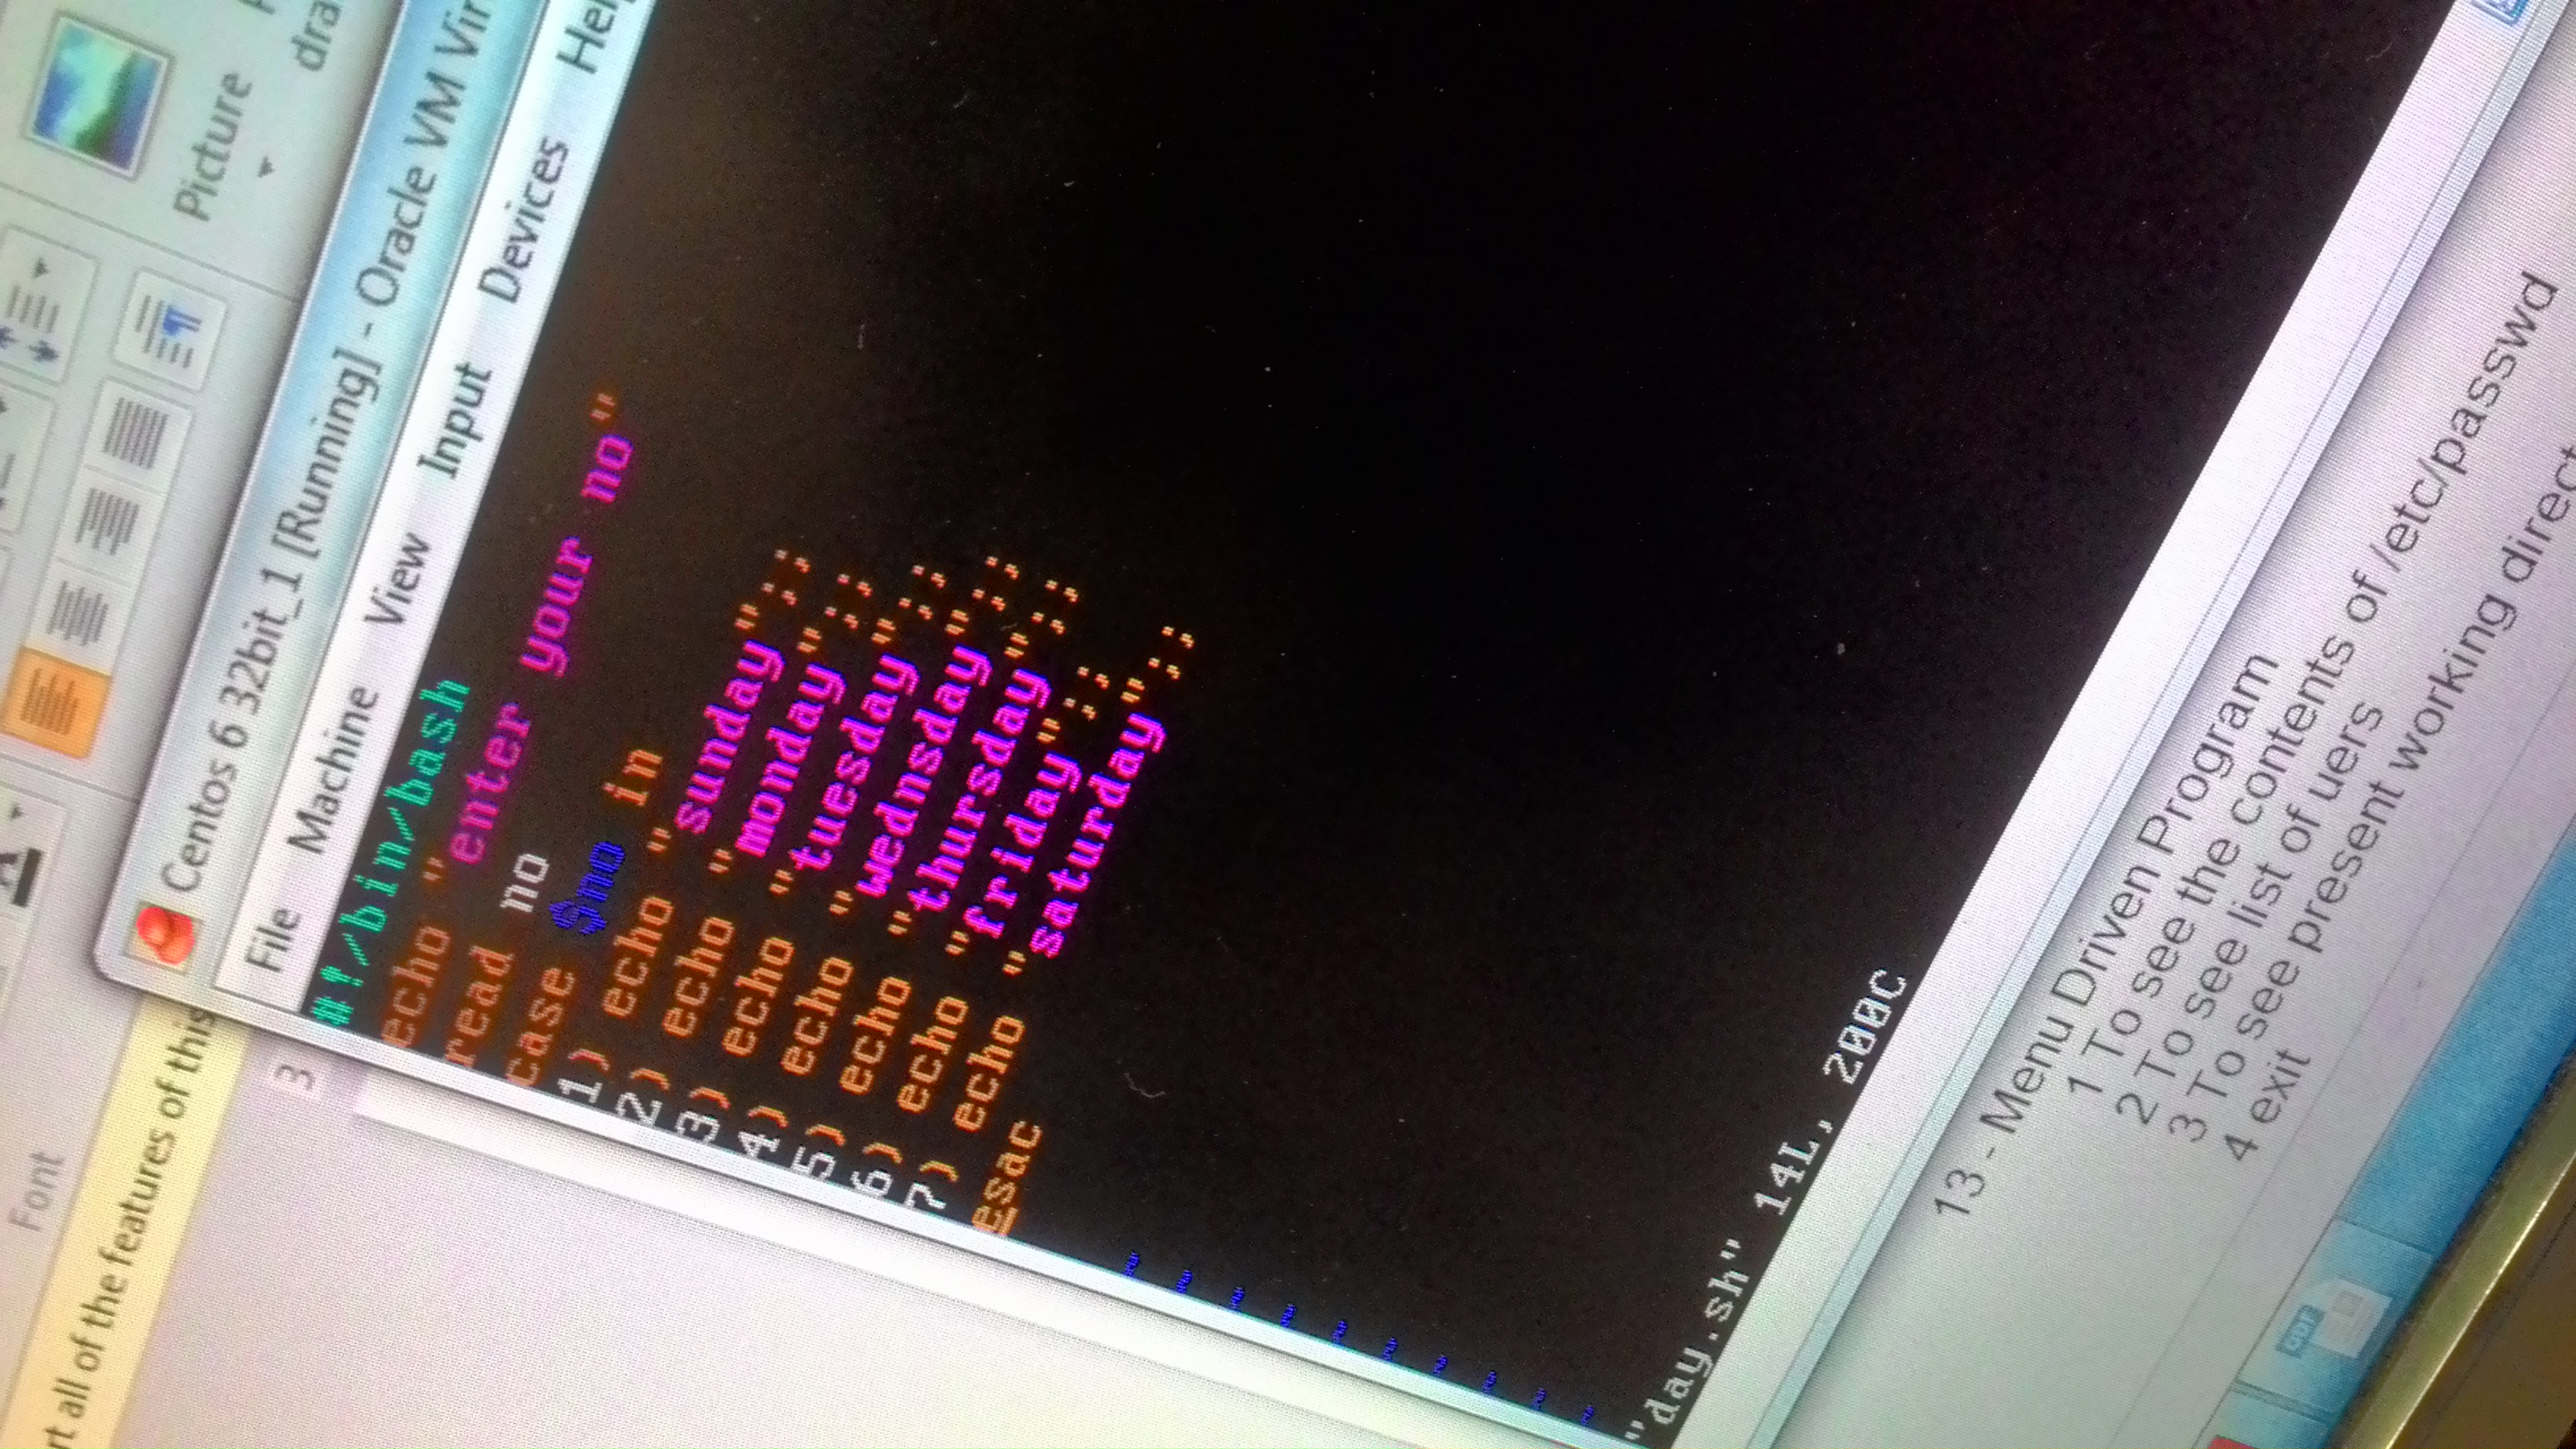 Font
rt all of the features of this
Picture
dra
3
Centos 6 32bit_1 [Running] - Oracle VM Vir
File Machine View Input Devices Hel
#!/bin/bash
echo "enter your no"
read no
case $no in
1) echo "sunday";;
2) echo "monday";;
3) echo "tuesday";;
4) echo "wednsday";;
5) echo "thursday";;
6) echo "friday";;
7) echo "saturday";;
esac
~
~
~
~
~
~
~
~
~
~
"day.sh" 14L, 200C
13 - Menu Driven Program
1 To see the contents of /etc/passwd
2 To see list of uers
3 To see present working direct
4 exit